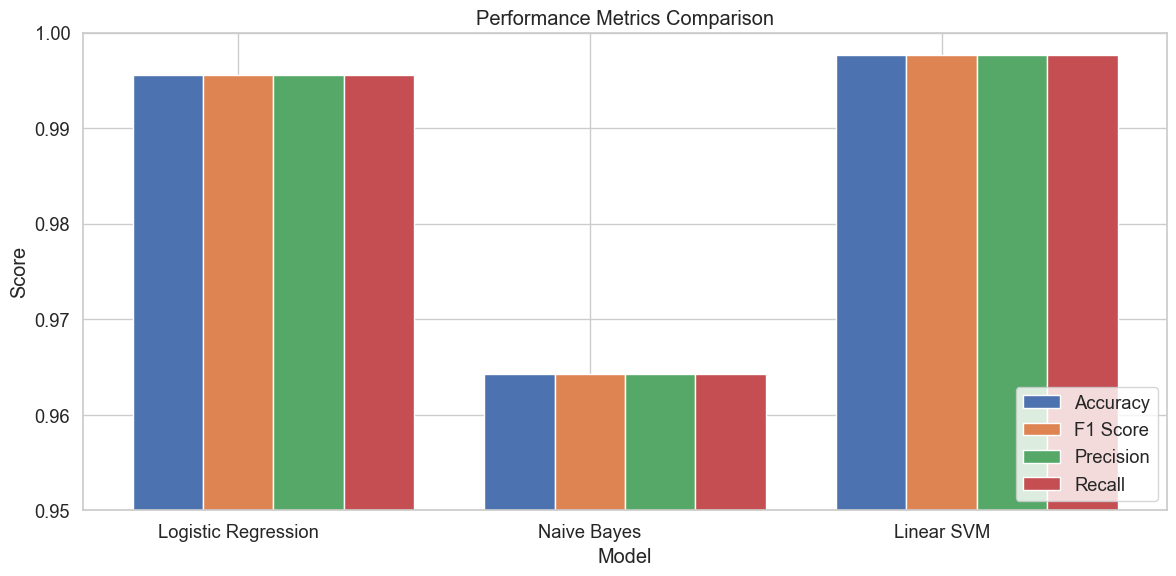 Performance Metrics Comparison
1.00
0.99
0.98
0.97
0.96
0.95
Score
Logistic Regression
Naive Bayes
Linear SVM
Model
Accuracy
F1 Score
Precision
Recall